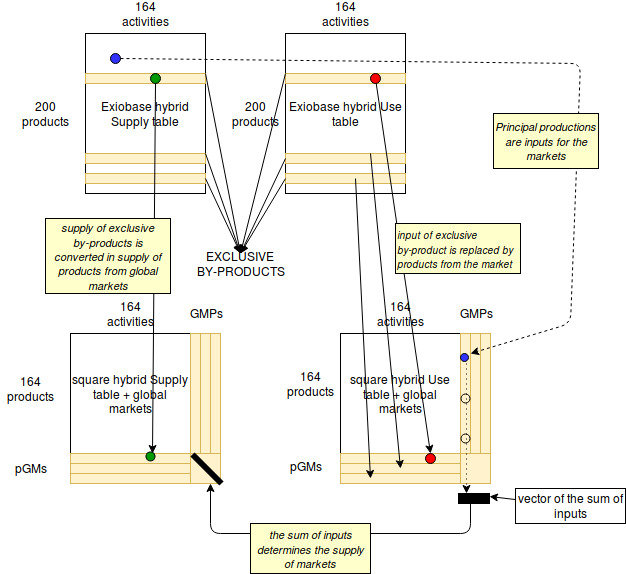 164
activities
164
activities
200
products
Exiobase hybrid
Supply table
200
products
Exiobase hybrid Use
table
Principal productions
are inputs for the
markets
supply of exclusive
by-products is
converted in supply of
products from global
markets
EXCLUSIVE
BY-PRODUCTS
input of exclusive
by-product is replaced by
products from the market
164
activities
GMPs
164
activities
GMPs
164
products
square hybrid Supply
table + global
markets
164
products
square hybrid Use
table + global
markets
pGMs
pGMs
vector of the sum of
inputs
the sum of inputs
determines the supply
of markets